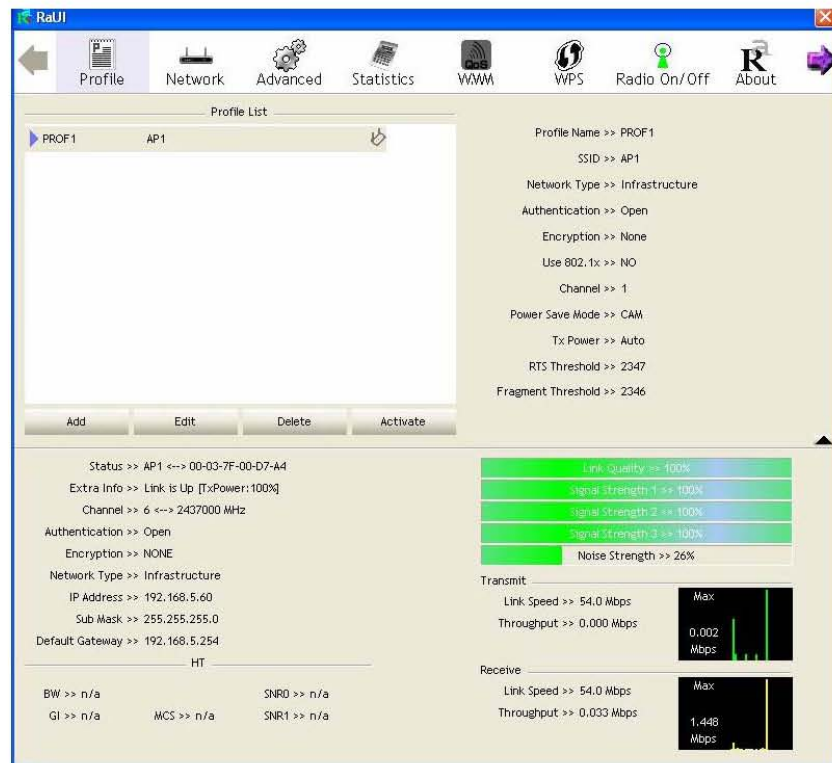 RaUI
Profile Network Advanced Statistics QoS WMM WPS Radio On/Off About
Profile List
PROF1 AP1
Add Edit Delete Activate
Profile Name >> PROF1
SSID >> AP1
Network Type >> Infrastructure
Authentication >> Open
Encryption >> None
Use 802.1x >> NO
Channel >> 1
Power Save Mode >> CAM
Tx Power >> Auto
RTS Threshold >> 2347
Fragment Threshold >> 2346
Status >> AP1 <--> 00-03-7F-00-D7-A4
Extra Info >> Link is Up [TxPower:100%]
Channel >> 6 <--> 2437000 MHz
Authentication >> Open
Encryption >> NONE
Network Type >> Infrastructure
IP Address >> 192.168.5.60
Sub Mask >> 255.255.255.0
Default Gateway >> 192.168.5.254
HT
BW >> n/a SNR0 >> n/a
GI >> n/a MCS >> n/a SNR1 >> n/a
Link Quality >> 100%
Signal Strength 1 >> 100%
Signal Strength 2 >> 100%
Signal Strength 3 >> 100%
Noise Strength >> 26%
Transmit
Link Speed >> 54.0 Mbps
Throughput >> 0.000 Mbps
Max
0.002
Mbps
Receive
Link Speed >> 54.0 Mbps
Throughput >> 0.033 Mbps
Max
1.448
Mbps